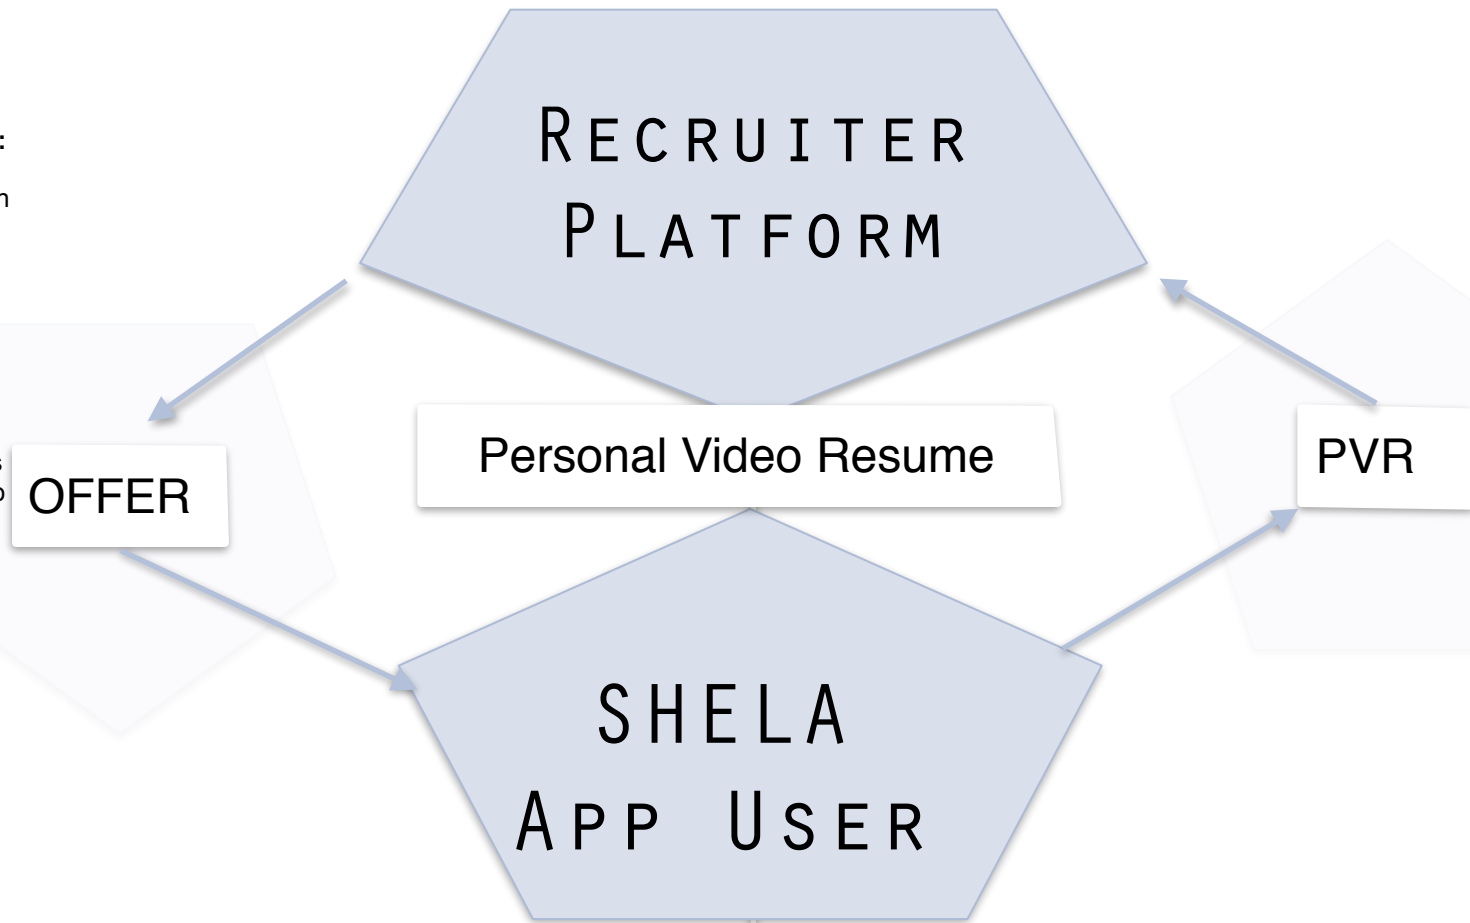 RECRUITER
PLATFORM
Personal Video Resume
PVR
OFFER
SHELA
APP USER